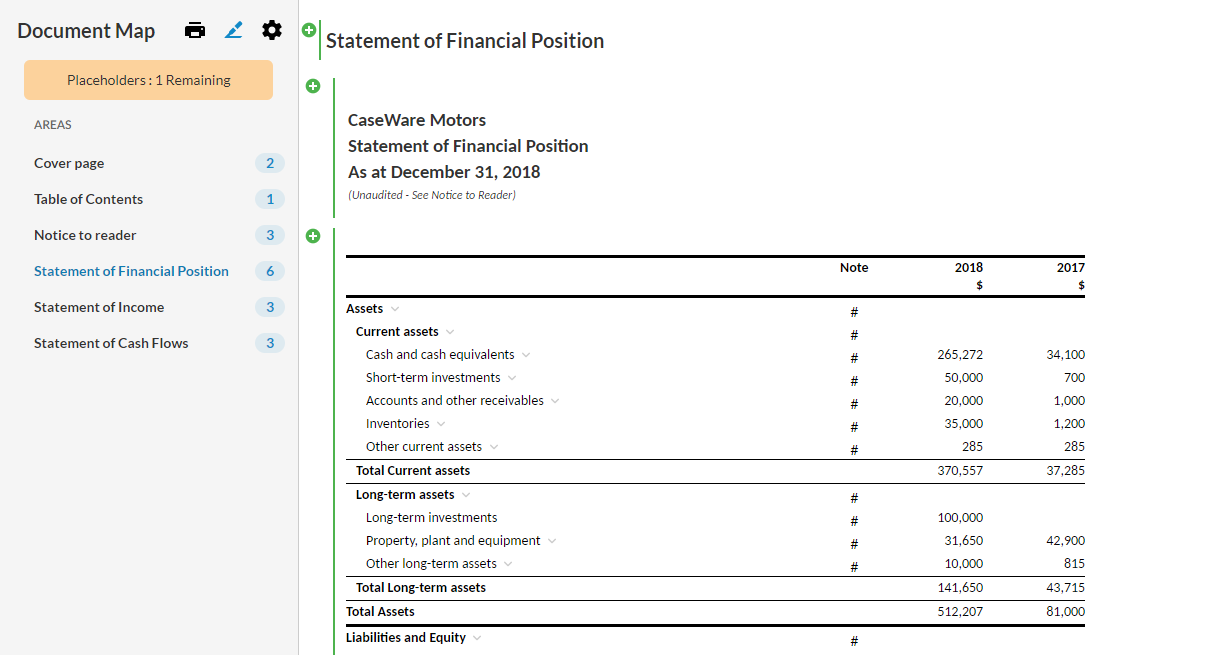 Document Map
Placeholders : 1 Remaining
AREAS
Cover page 2
Table of Contents 1
Notice to reader 3
Statement of Financial Position 6
Statement of Income 3
Statement of Cash Flows 3
Statement of Financial Position
CaseWare Motors
Statement of Financial Position
As at December 31, 2018
(Unaudited - See Notice to Reader)
Note 2018 2017
$ $
Assets #
Current assets #
Cash and cash equivalents # 265,272 34,100
Short-term investments # 50,000 700
Accounts and other receivables # 20,000 1,000
Inventories # 35,000 1,200
Other current assets # 285 285
Total Current assets 370,557 37,285
Long-term assets #
Long-term investments # 100,000
Property, plant and equipment # 31,650 42,900
Other long-term assets # 10,000 815
Total Long-term assets 141,650 43,715
Total Assets 512,207 81,000
Liabilities and Equity #